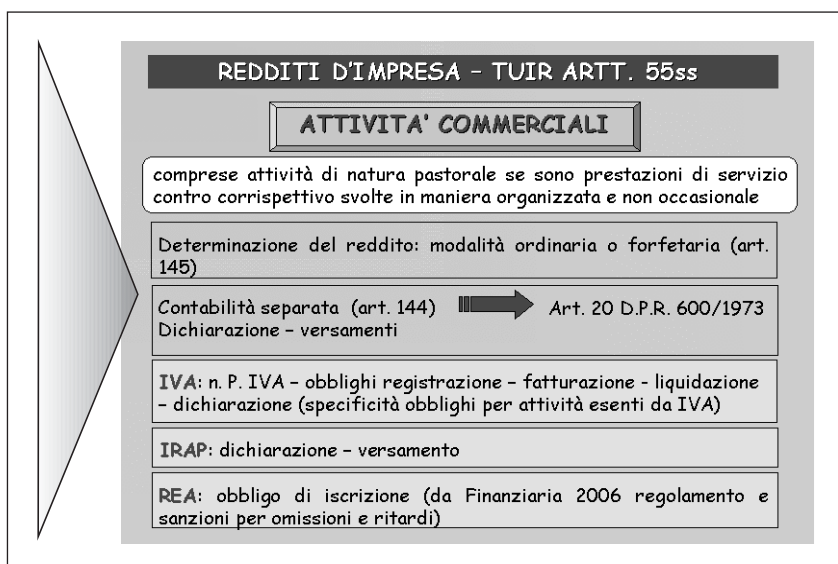 REDDITI D'IMPRESA – TUIR ARTT. 55ss
ATTIVITA' COMMERCIALI
comprese attività di natura pastorale se sono prestazioni di servizio
contro corrispettivo svolte in maniera organizzata e non occasionale
Determinazione del reddito: modalità ordinaria o forfetaria (art.
145)
Contabilità separata (art. 144) Art. 20 D.P.R. 600/1973
Dichiarazione – versamenti
IVA: n. P. IVA – obblighi registrazione – fatturazione - liquidazione
– dichiarazione (specificità obblighi per attività esenti da IVA)
IRAP: dichiarazione – versamento
REA: obbligo di iscrizione (da Finanziaria 2006 regolamento e
sanzioni per omissioni e ritardi)